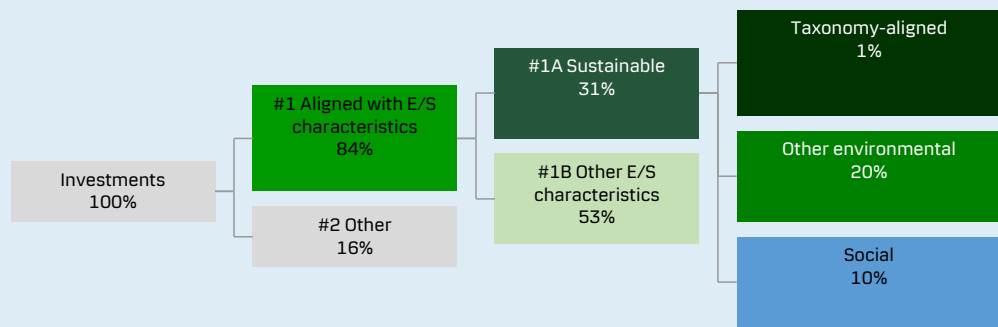 Investments
100%
#1 Aligned with E/S
characteristics
84%
#2 Other
16%
#1A Sustainable
31%
#1B Other E/S
characteristics
53%
Taxonomy-aligned
1%
Other environmental
20%
Social
10%